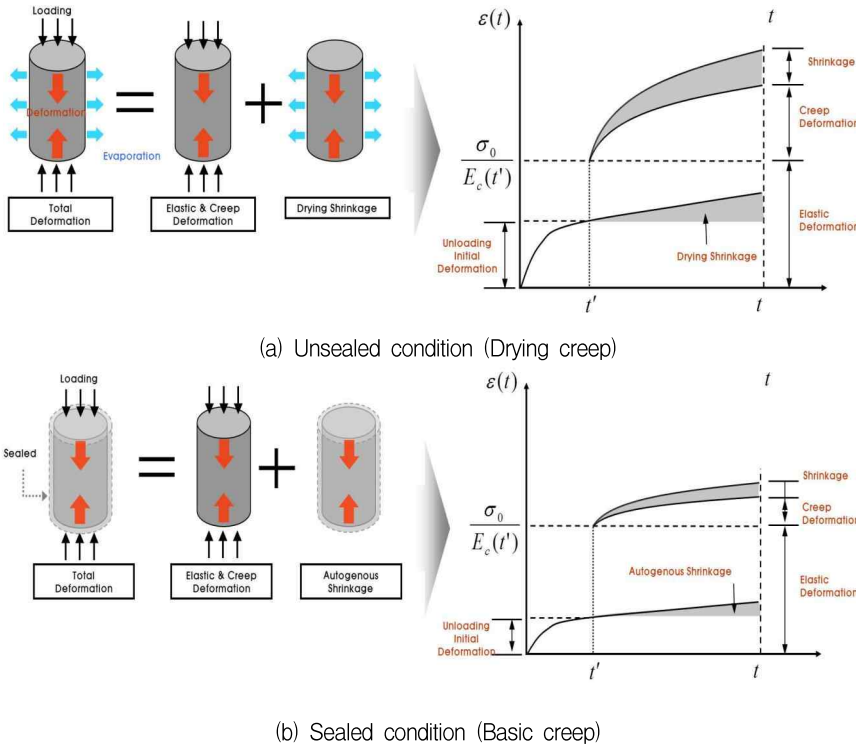 Loading
Deformation
Evaporation
Total
Deformation
Elastic & Creep
Deformation
Drying Shrinkage
ε(t)
t
Shrinkage
Creep
Deformation
σ₀
E꜀(t')
Elastic
Deformation
Unloading
Initial
Deformation
Drying Shrinkage
t'
t
(a) Unsealed condition (Drying creep)
Loading
Sealed
Total
Deformation
Elastic & Creep
Deformation
Autogenous
Shrinkage
ε(t)
t
Shrinkage
Creep
Deformation
σ₀
E꜀(t')
Autogenous Shrinkage
Elastic
Deformation
Unloading
Initial
Deformation
t'
t
(b) Sealed condition (Basic creep)